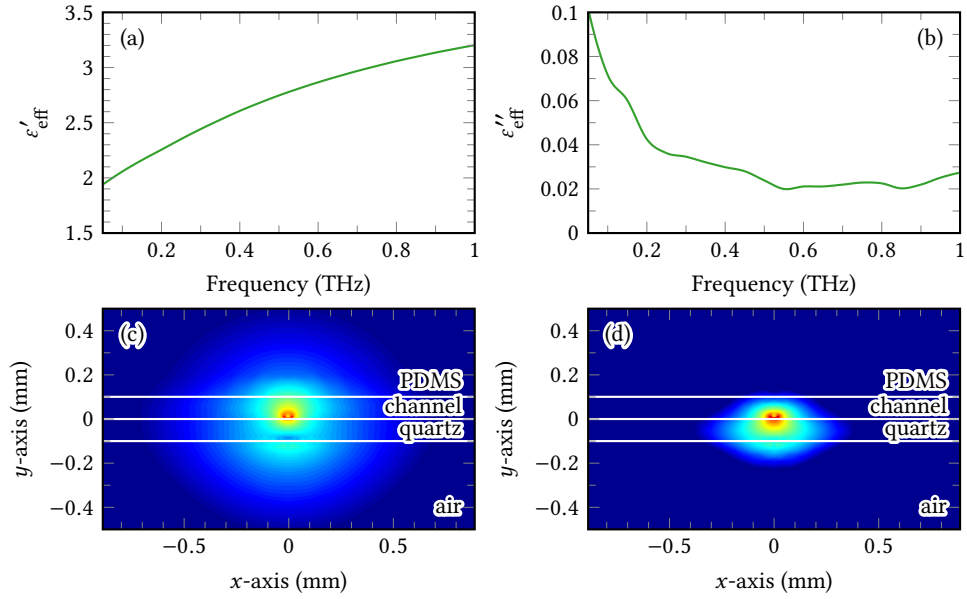 (a)
3.5
3
2.5
2
1.5
ε′eff
0.2 0.4 0.6 0.8 1
Frequency (THz)
(b)
0.1
0.08
0.06
0.04
0.02
0
ε′′eff
0.2 0.4 0.6 0.8 1
Frequency (THz)
(c)
0.4
0.2
0
−0.2
−0.4
y-axis (mm)
PDMS
channel
quartz
air
−0.5 0 0.5
x-axis (mm)
(d)
0.4
0.2
0
−0.2
−0.4
y-axis (mm)
PDMS
channel
quartz
air
−0.5 0 0.5
x-axis (mm)